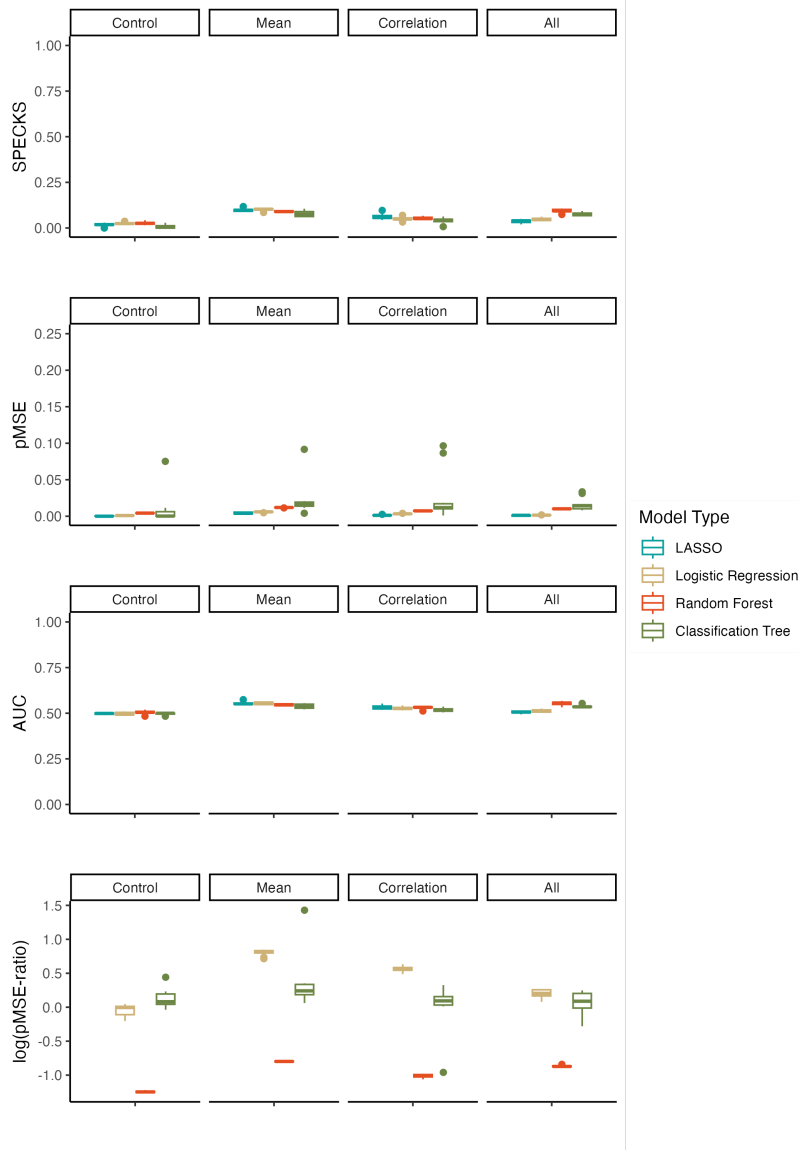 Control Mean Correlation All
SPECKS
1.00
0.75
0.50
0.25
0.00
Control Mean Correlation All
pMSE
0.25
0.20
0.15
0.10
0.05
0.00
Model Type
LASSO
Logistic Regression
Random Forest
Classification Tree
Control Mean Correlation All
AUC
1.00
0.75
0.50
0.25
0.00
Control Mean Correlation All
log(pMSE-ratio)
1.5
1.0
0.5
0.0
-0.5
-1.0